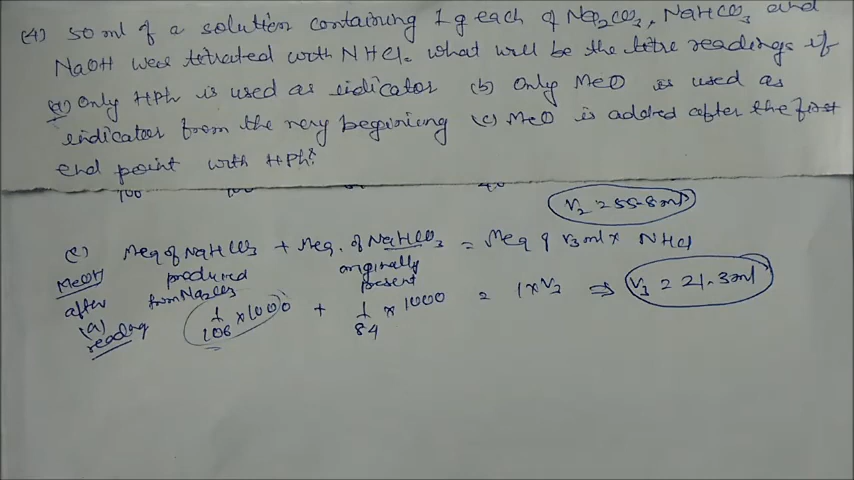 (4) 50 ml of a solution containing 1 g each of Na2CO3, NaHCO3 and
NaOH were titrated with N HCl. what will be the titre readings if
(a) Only HPh is used as indicator (b) Only MeO is used as
indicator from the very beginning (c) MeO is added after the first
end point with HPh?
100 40
V2 = 55.8 ml
(c) Meq of NaHCO3 + Meq. of NaHCO3 = Meq of V3 ml × N HCl
MeOH produced originally
after from Na2CO3 present
(a) 1/106 × 1000 + 1/84 × 1000 = 1 × V3 ⇒ V3 = 21.3 ml
reading